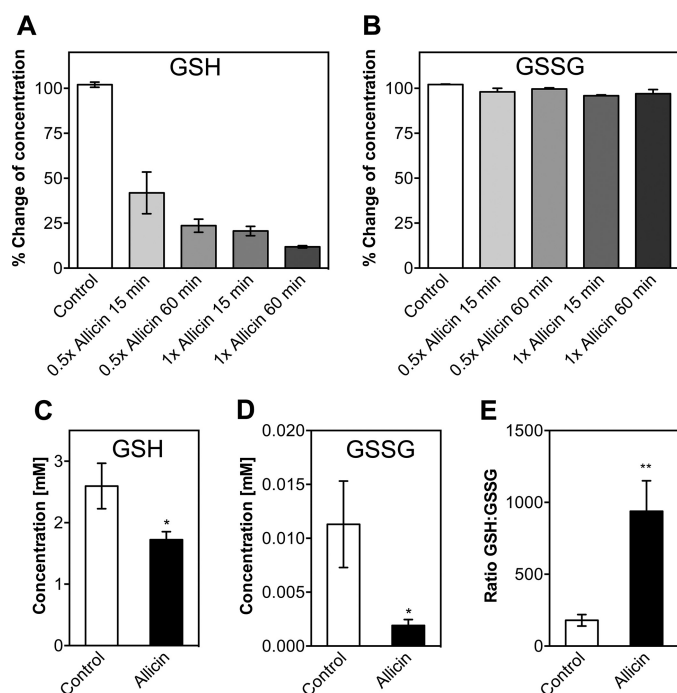 A
GSH
% Change of concentration
100
75
50
25
0
Control
0.5x Allicin 15 min
0.5x Allicin 60 min
1x Allicin 15 min
1x Allicin 60 min
B
GSSG
% Change of concentration
100
75
50
25
0
Control
0.5x Allicin 15 min
0.5x Allicin 60 min
1x Allicin 15 min
1x Allicin 60 min
C
GSH
Concentration [mM]
3
2
1
0
*
Control
Allicin
D
GSSG
Concentration [mM]
0.020
0.015
0.010
0.005
0.000
*
Control
Allicin
E
Ratio GSH:GSSG
1500
1000
500
0
**
Control
Allicin